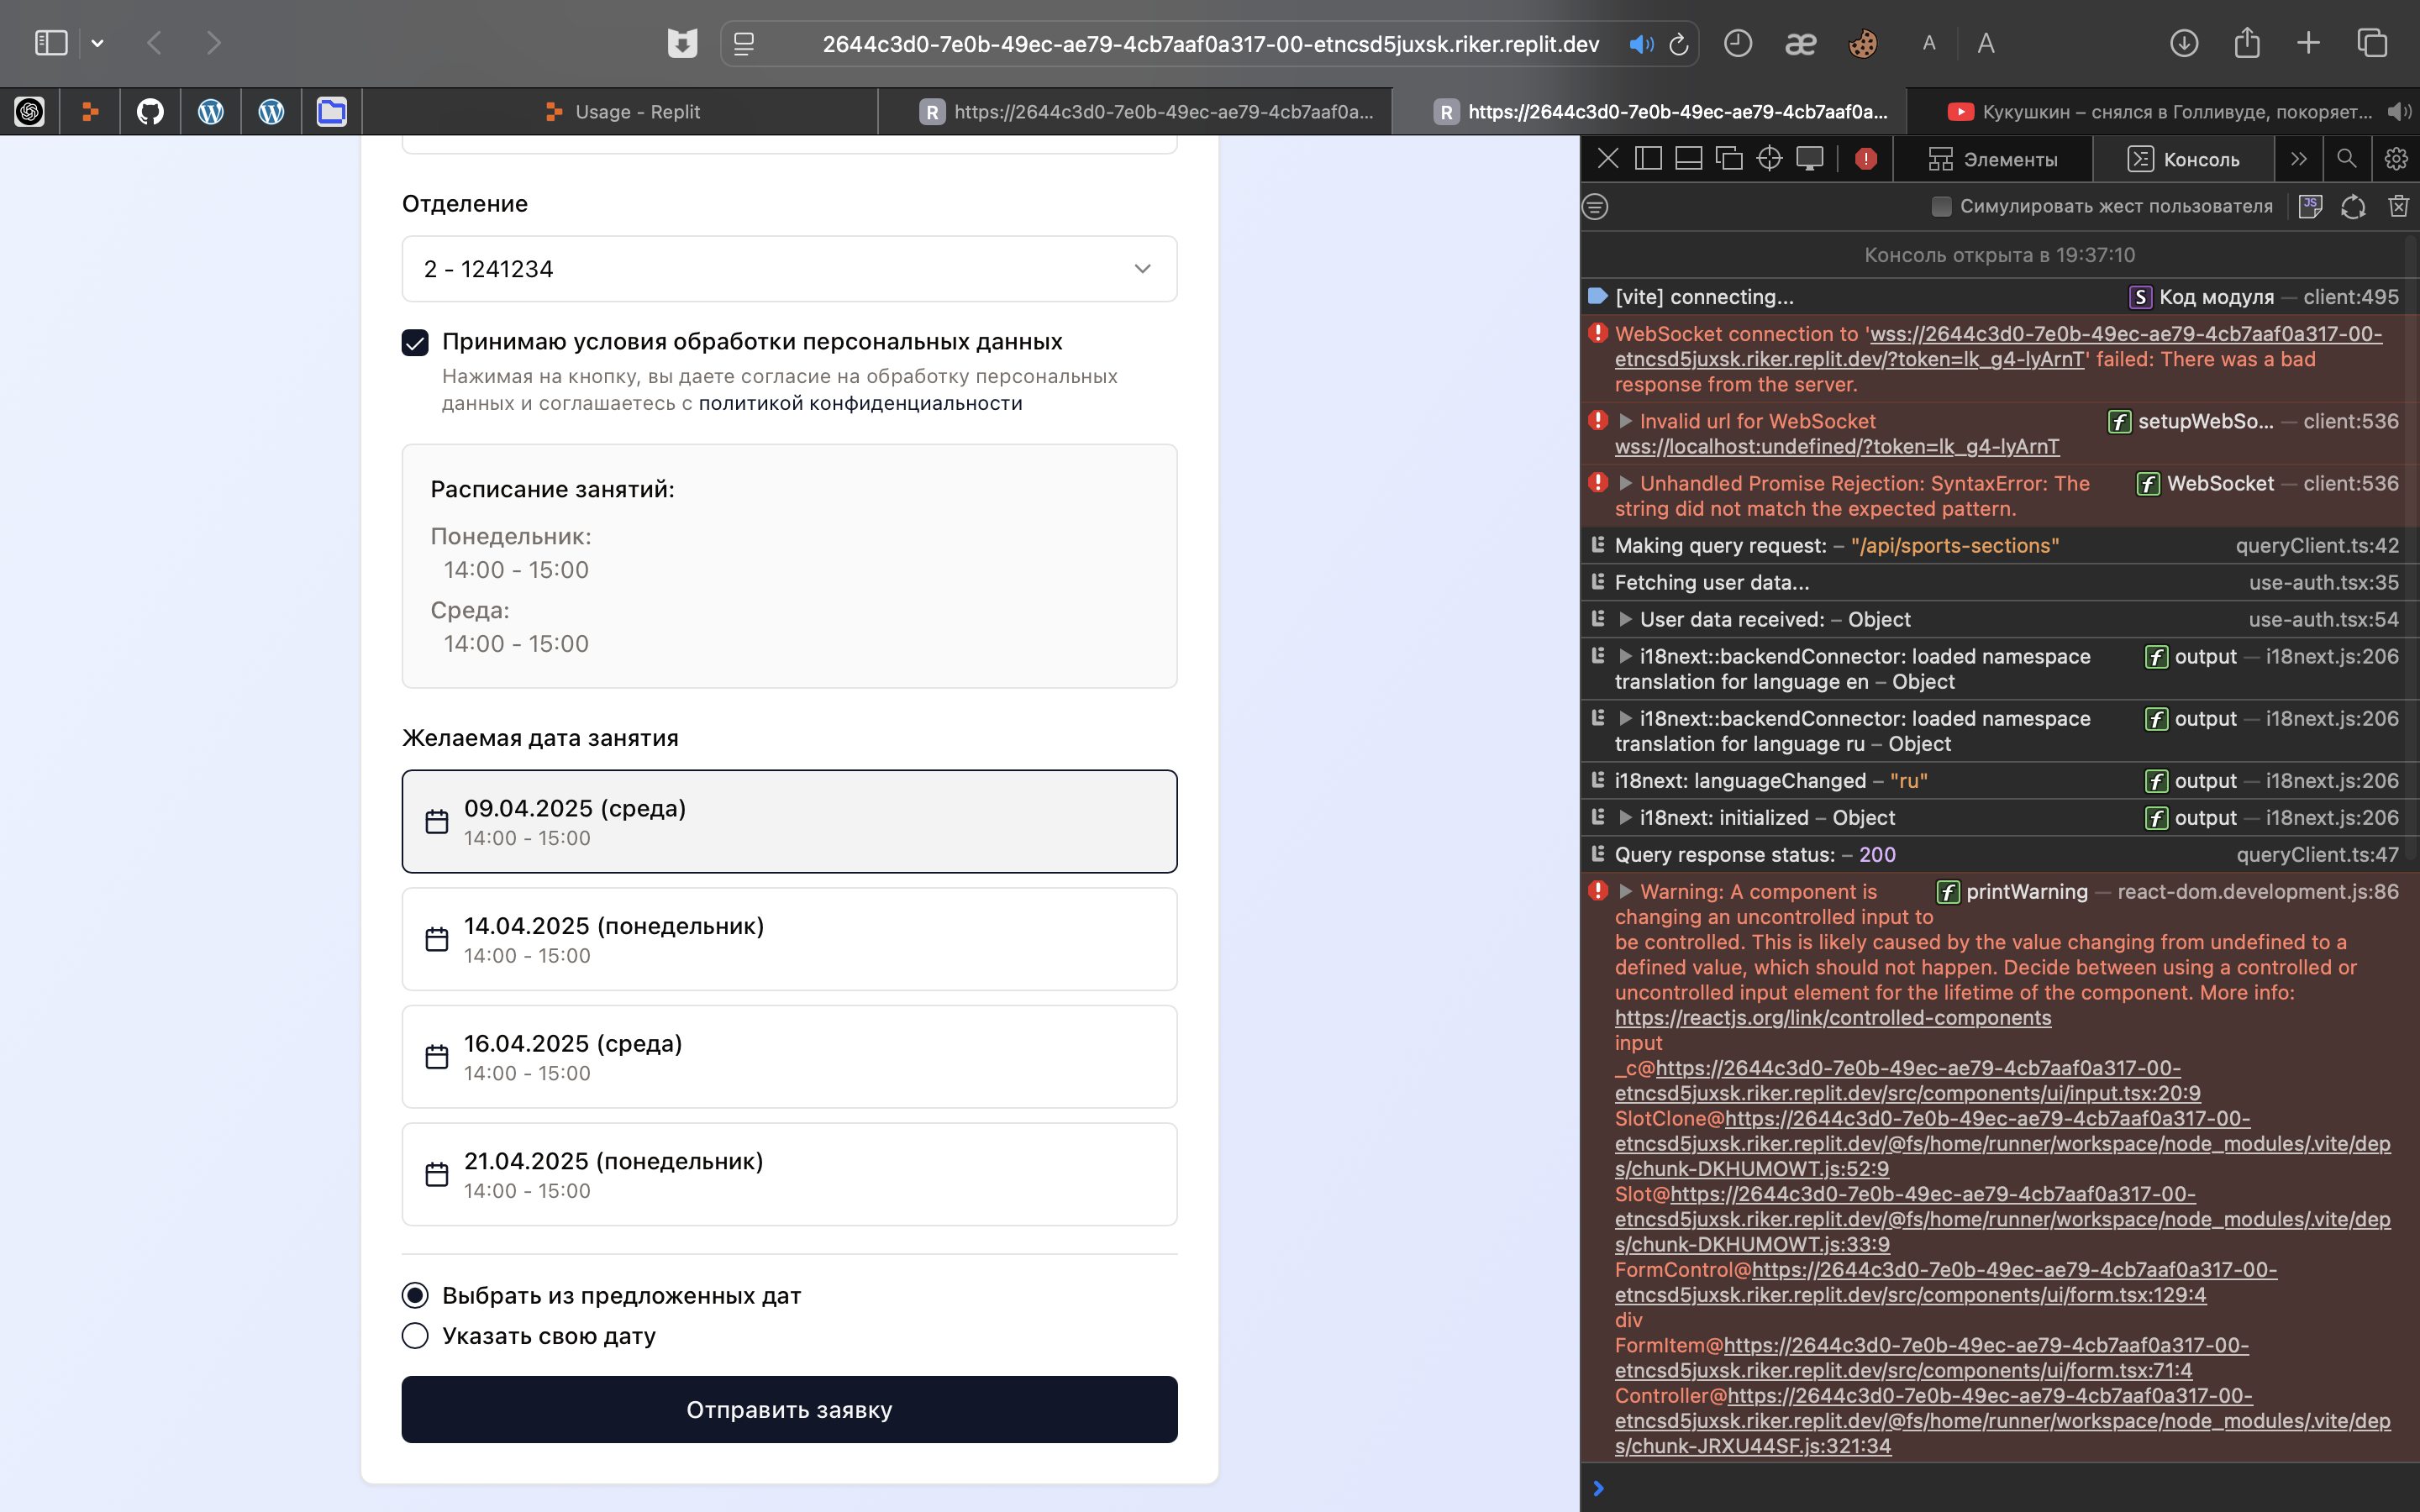 2644c3d0-7e0b-49ec-ae79-4cb7aaf0a317-00-etncsd5juxsk.riker.replit.dev
æ
A
A
Usage - Replit
R https://2644c3d0-7e0b-49ec-ae79-4cb7aaf0a...
R https://2644c3d0-7e0b-49ec-ae79-4cb7aaf0a...
Кукушкин – снялся в Голливуде, покоряет...
Отделение
2 - 1241234
Принимаю условия обработки персональных данных
Нажимая на кнопку, вы даете согласие на обработку персональных
данных и соглашаетесь с политикой конфиденциальности
Расписание занятий:
Понедельник:
14:00 - 15:00
Среда:
14:00 - 15:00
Желаемая дата занятия
09.04.2025 (среда)
14:00 - 15:00
14.04.2025 (понедельник)
14:00 - 15:00
16.04.2025 (среда)
14:00 - 15:00
21.04.2025 (понедельник)
14:00 - 15:00
Выбрать из предложенных дат
Указать свою дату
Отправить заявку
Элементы
Консоль
Симулировать жест пользователя
JS
Консоль открыта в 19:37:10
[vite] connecting... S Код модуля — client:495
WebSocket connection to 'wss://2644c3d0-7e0b-49ec-ae79-4cb7aaf0a317-00-
etncsd5juxsk.riker.replit.dev/?token=lk_g4-lyArnT' failed: There was a bad
response from the server.
Invalid url for WebSocket f setupWebSo... — client:536
wss://localhost:undefined/?token=lk_g4-lyArnT
Unhandled Promise Rejection: SyntaxError: The f WebSocket — client:536
string did not match the expected pattern.
Making query request: – "/api/sports-sections" queryClient.ts:42
Fetching user data... use-auth.tsx:35
User data received: – Object use-auth.tsx:54
i18next::backendConnector: loaded namespace f output — i18next.js:206
translation for language en – Object
i18next::backendConnector: loaded namespace f output — i18next.js:206
translation for language ru – Object
i18next: languageChanged – "ru" f output — i18next.js:206
i18next: initialized – Object f output — i18next.js:206
Query response status: – 200 queryClient.ts:47
Warning: A component is f printWarning — react-dom.development.js:86
changing an uncontrolled input to
be controlled. This is likely caused by the value changing from undefined to a
defined value, which should not happen. Decide between using a controlled or
uncontrolled input element for the lifetime of the component. More info:
https://reactjs.org/link/controlled-components
input
_c@https://2644c3d0-7e0b-49ec-ae79-4cb7aaf0a317-00-
etncsd5juxsk.riker.replit.dev/src/components/ui/input.tsx:20:9
SlotClone@https://2644c3d0-7e0b-49ec-ae79-4cb7aaf0a317-00-
etncsd5juxsk.riker.replit.dev/@fs/home/runner/workspace/node_modules/.vite/dep
s/chunk-DKHUMOWT.js:52:9
Slot@https://2644c3d0-7e0b-49ec-ae79-4cb7aaf0a317-00-
etncsd5juxsk.riker.replit.dev/@fs/home/runner/workspace/node_modules/.vite/dep
s/chunk-DKHUMOWT.js:33:9
FormControl@https://2644c3d0-7e0b-49ec-ae79-4cb7aaf0a317-00-
etncsd5juxsk.riker.replit.dev/src/components/ui/form.tsx:129:4
div
FormItem@https://2644c3d0-7e0b-49ec-ae79-4cb7aaf0a317-00-
etncsd5juxsk.riker.replit.dev/src/components/ui/form.tsx:71:4
Controller@https://2644c3d0-7e0b-49ec-ae79-4cb7aaf0a317-00-
etncsd5juxsk.riker.replit.dev/@fs/home/runner/workspace/node_modules/.vite/dep
s/chunk-JRXU44SF.js:321:34